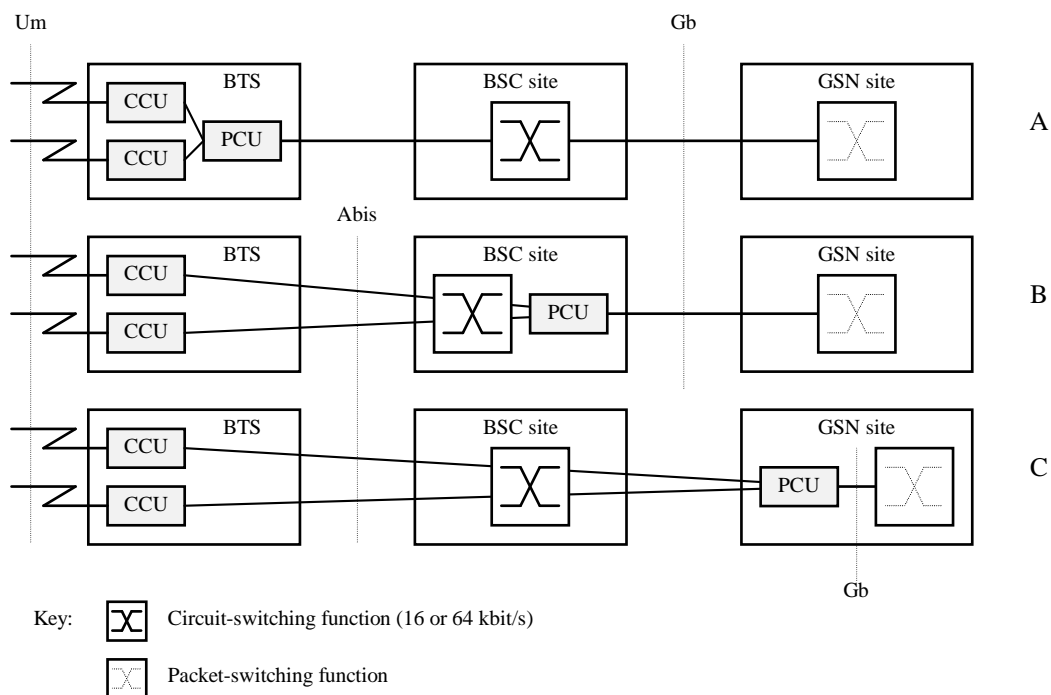 Um
Gb
BTS
BSC site
GSN site
CCU
CCU
PCU
A
Abis
BTS
BSC site
GSN site
CCU
CCU
PCU
B
BTS
BSC site
GSN site
CCU
CCU
PCU
C
Gb
Key:
Circuit-switching function (16 or 64 kbit/s)
Packet-switching function